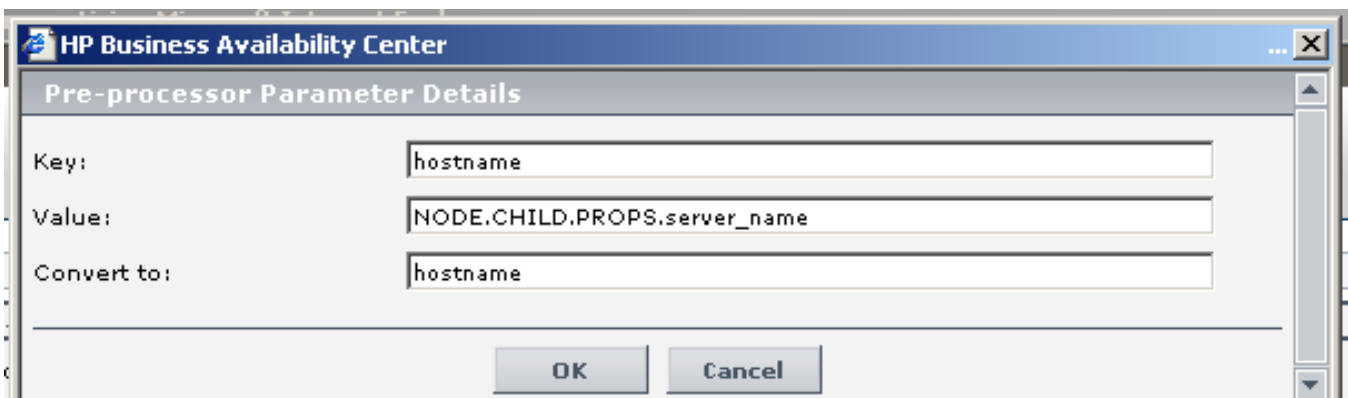 HP Business Availability Center ...
Pre-processor Parameter Details
Key: hostname
Value: NODE.CHILD.PROPS.server_name
Convert to: hostname
OK Cancel